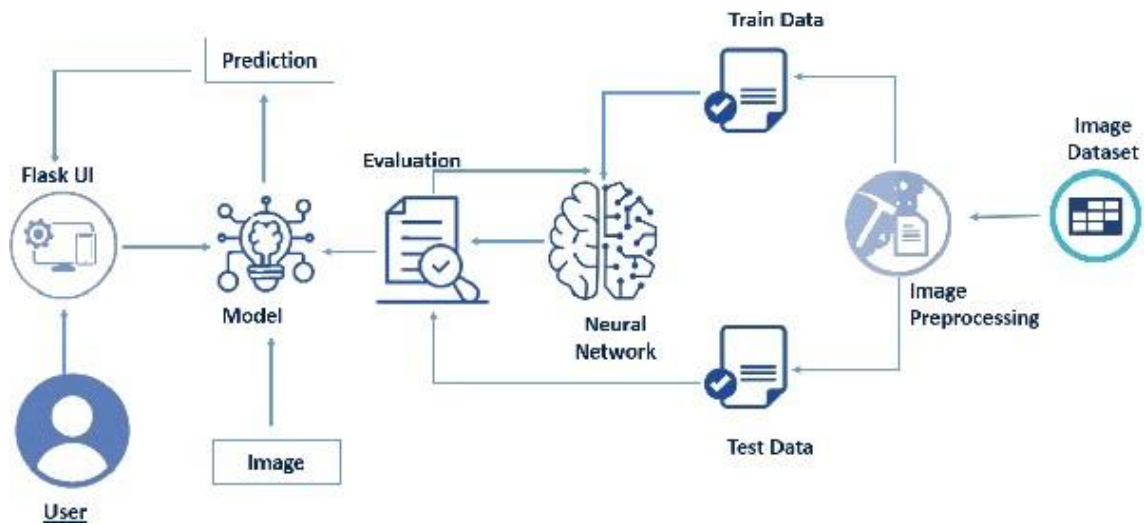 Train Data
Prediction
Image
Dataset
Evaluation
Flask UI
Model
Neural
Network
Image
Preprocessing
Image
Test Data
User